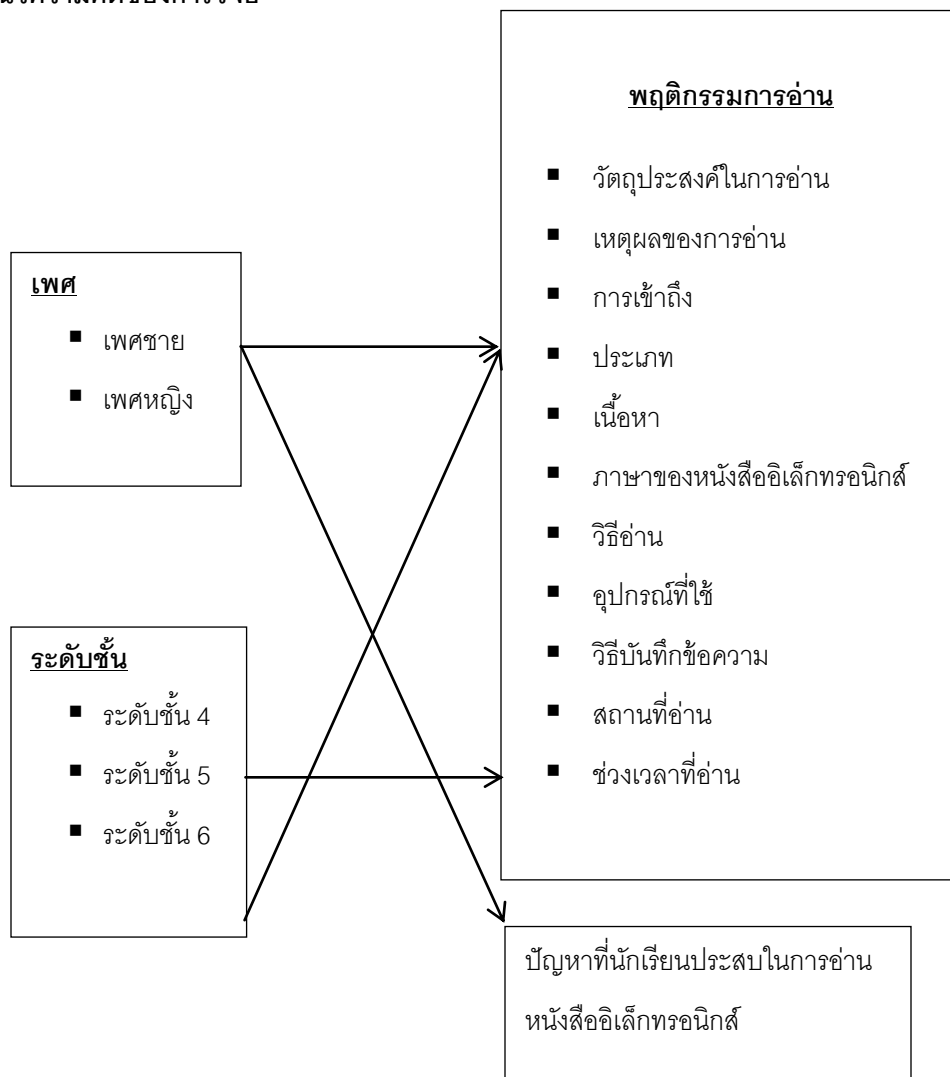 เพศ
เพศชาย
เพศหญิง
ระดับชั้น
ระดับชั้น 4
ระดับชั้น 5
ระดับชั้น 6
พฤติกรรมการอ่าน
วัตถุประสงค์ในการอ่าน
เหตุผลของการอ่าน
การเข้าถึง
ประเภท
เนื้อหา
ภาษาของหนังสืออิเล็กทรอนิกส์
วิธีอ่าน
อุปกรณ์ที่ใช้
วิธีบันทึกข้อความ
สถานที่อ่าน
ช่วงเวลาที่อ่าน
ปัญหาที่นักเรียนประสบในการอ่าน
หนังสืออิเล็กทรอนิกส์